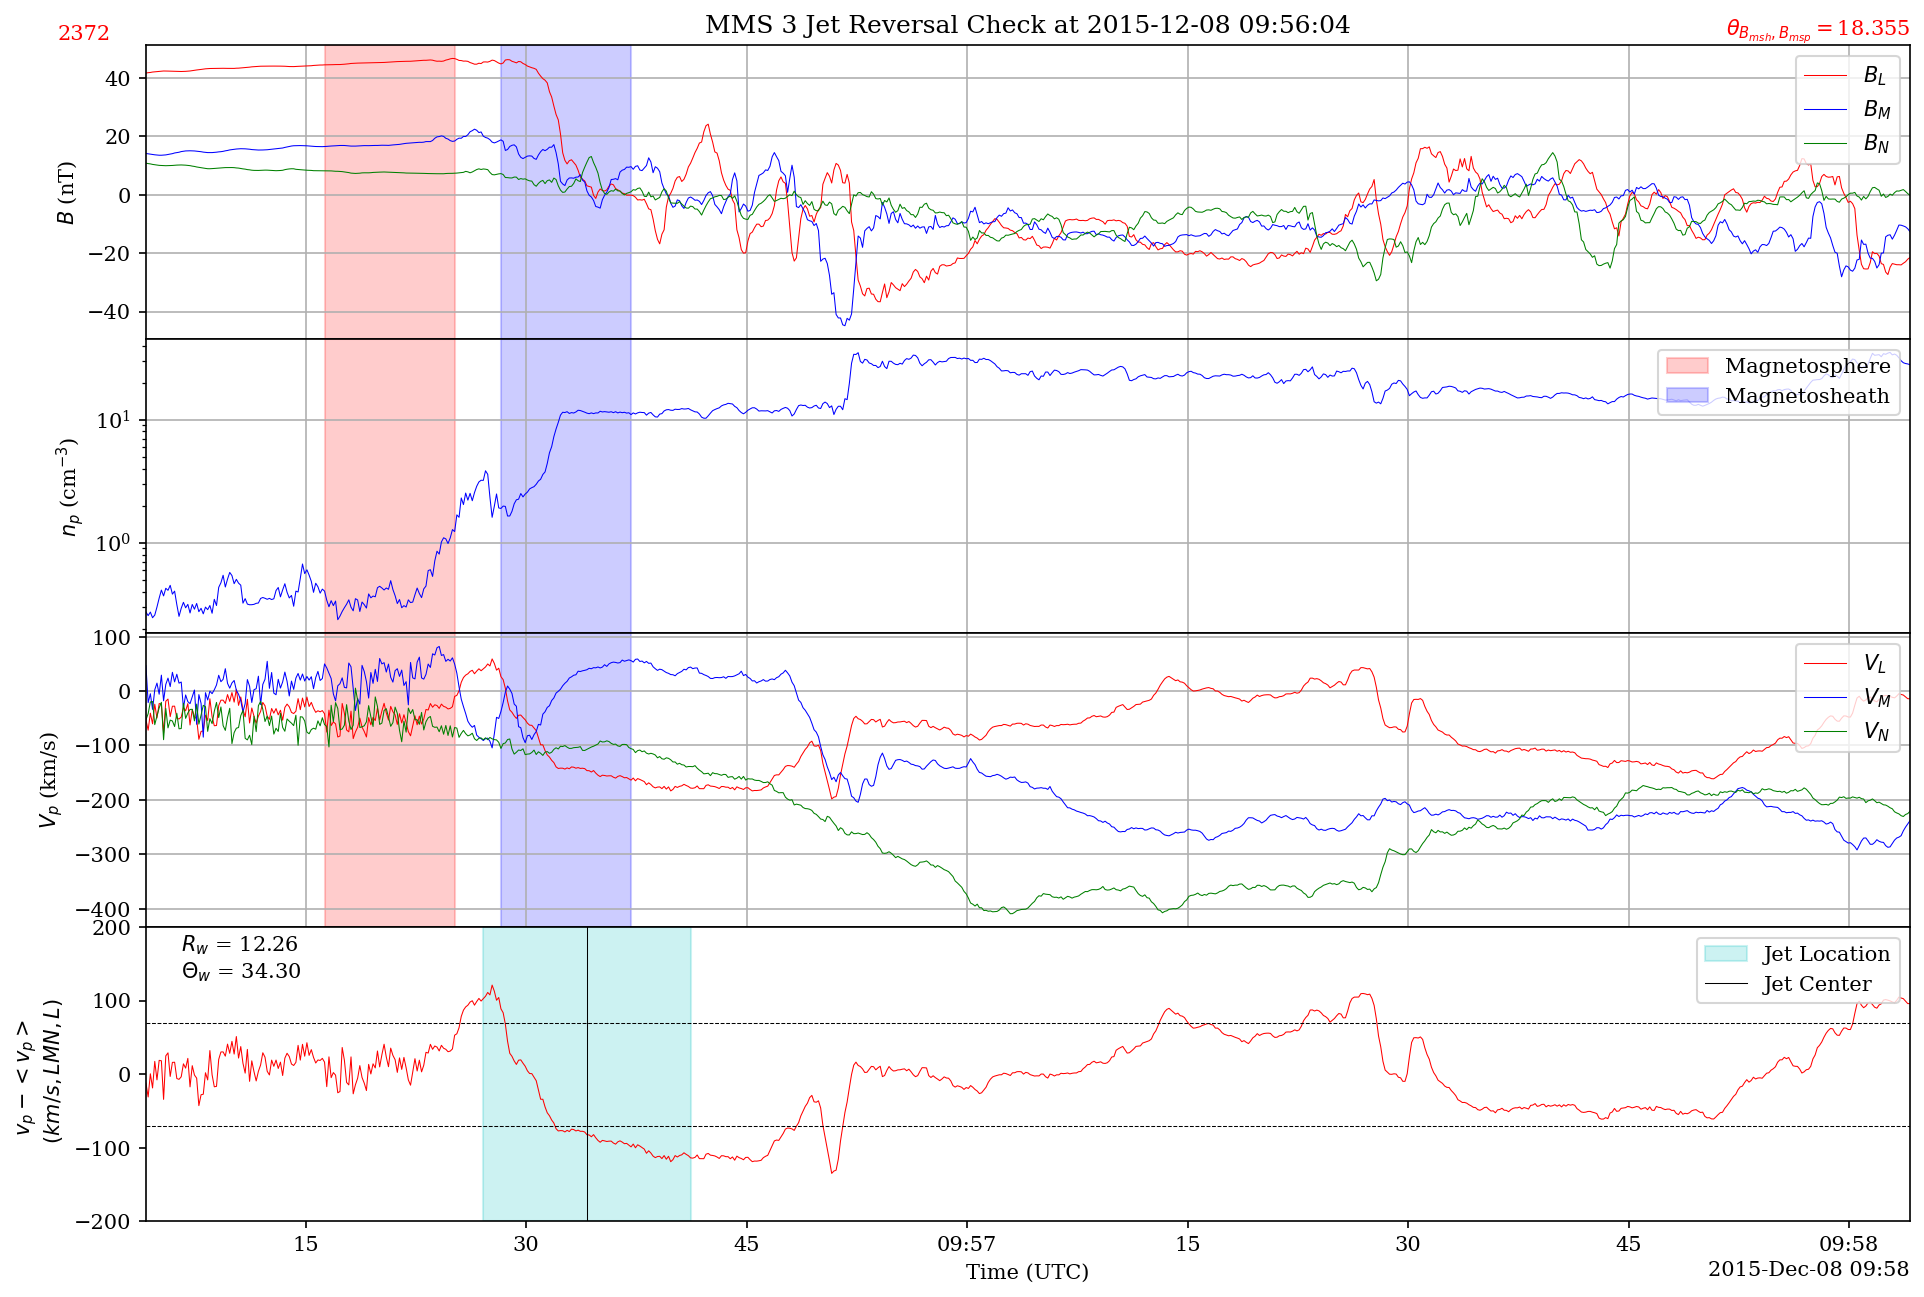 MMS 3 Jet Reversal Check at 2015-12-08 09:56:04
2372
θ_{B_{msh}, B_{msp}} = 18.355
40
20
0
−20
−40
B (nT)
B_L
B_M
B_N
10^1
10^0
n_p (cm^{−3})
Magnetosphere
Magnetosheath
100
0
−100
−200
−300
−400
V_p (km/s)
V_L
V_M
V_N
200
100
0
−100
−200
v_p − < v_p >
(km/s, LMN, L)
R_w = 12.26
Θ_w = 34.30
Jet Location
Jet Center
15 30 45 09:57 15 30 45 09:58
Time (UTC)
2015-Dec-08 09:58